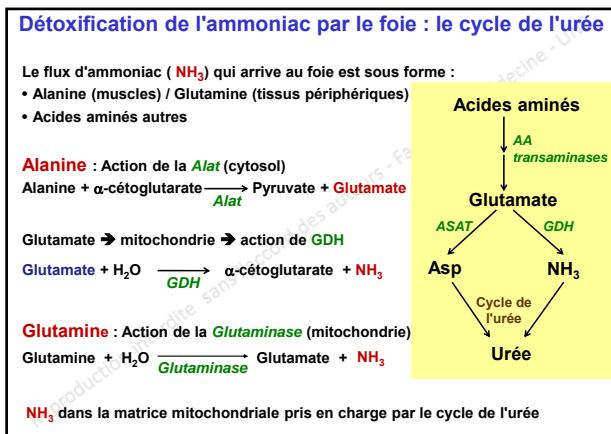 Détoxification de l'ammoniac par le foie : le cycle de l'urée
Le flux d'ammoniac ( NH₃) qui arrive au foie est sous forme :
• Alanine (muscles) / Glutamine (tissus périphériques)
• Acides aminés autres
Alanine : Action de la Alat (cytosol)
Alanine + α-cétoglutarate → Pyruvate + Glutamate
Alat
Glutamate ➔ mitochondrie ➔ action de GDH
Glutamate + H₂O → α-cétoglutarate + NH₃
GDH
Glutamine : Action de la Glutaminase (mitochondrie)
Glutamine + H₂O → Glutamate + NH₃
Glutaminase
NH₃ dans la matrice mitochondriale pris en charge par le cycle de l'urée
Acides aminés
AA
transaminases
Glutamate
ASAT GDH
Asp NH₃
Cycle de
l'urée
Urée